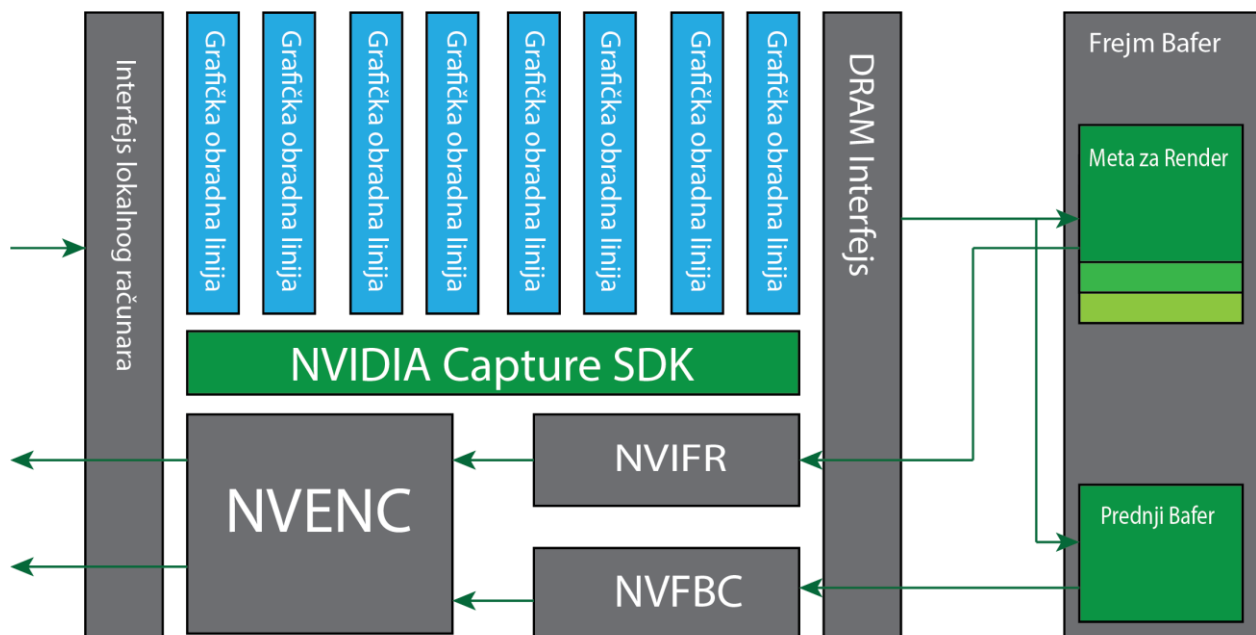 Interfejs lokalnog računara
Grafička obradna linija
Grafička obradna linija
Grafička obradna linija
Grafička obradna linija
Grafička obradna linija
Grafička obradna linija
Grafička obradna linija
Grafička obradna linija
NVIDIA Capture SDK
NVENC
NVIFR
NVFBC
DRAM Interfejs
Frejm Bafer
Meta za Render
Prednji Bafer